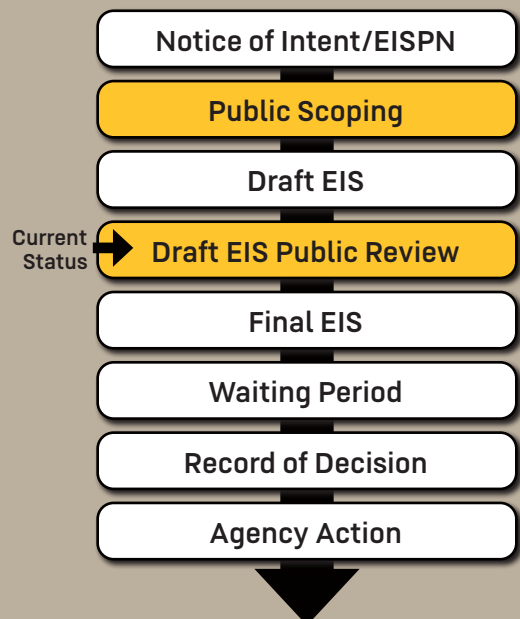 Notice of Intent/EISPN
Public Scoping
Draft EIS
Current
Status
Draft EIS Public Review
Final EIS
Waiting Period
Record of Decision
Agency Action